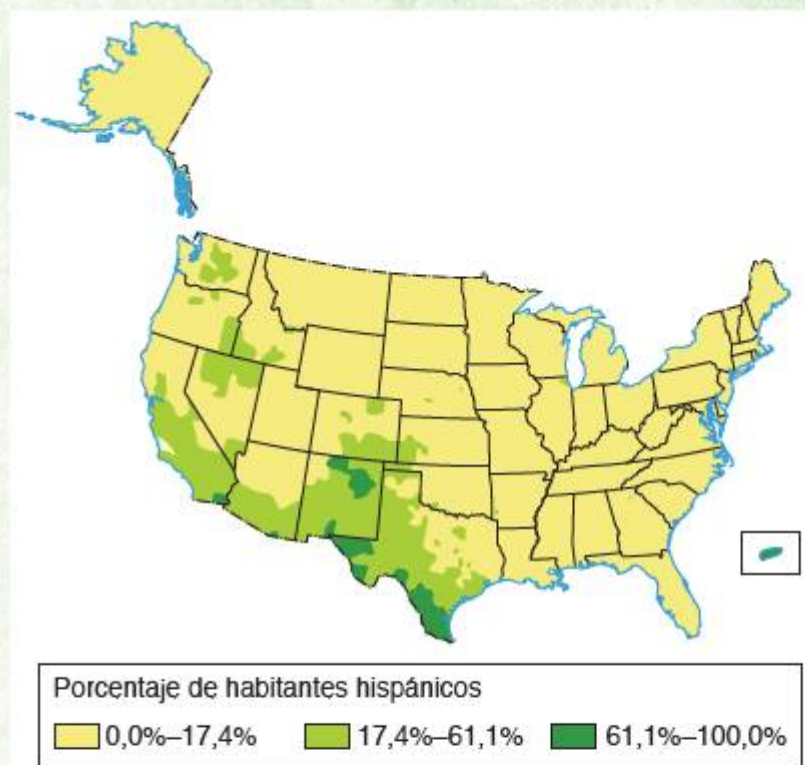 Porcentaje de habitantes hispánicos
0,0%–17,4% 17,4%–61,1% 61,1%–100,0%